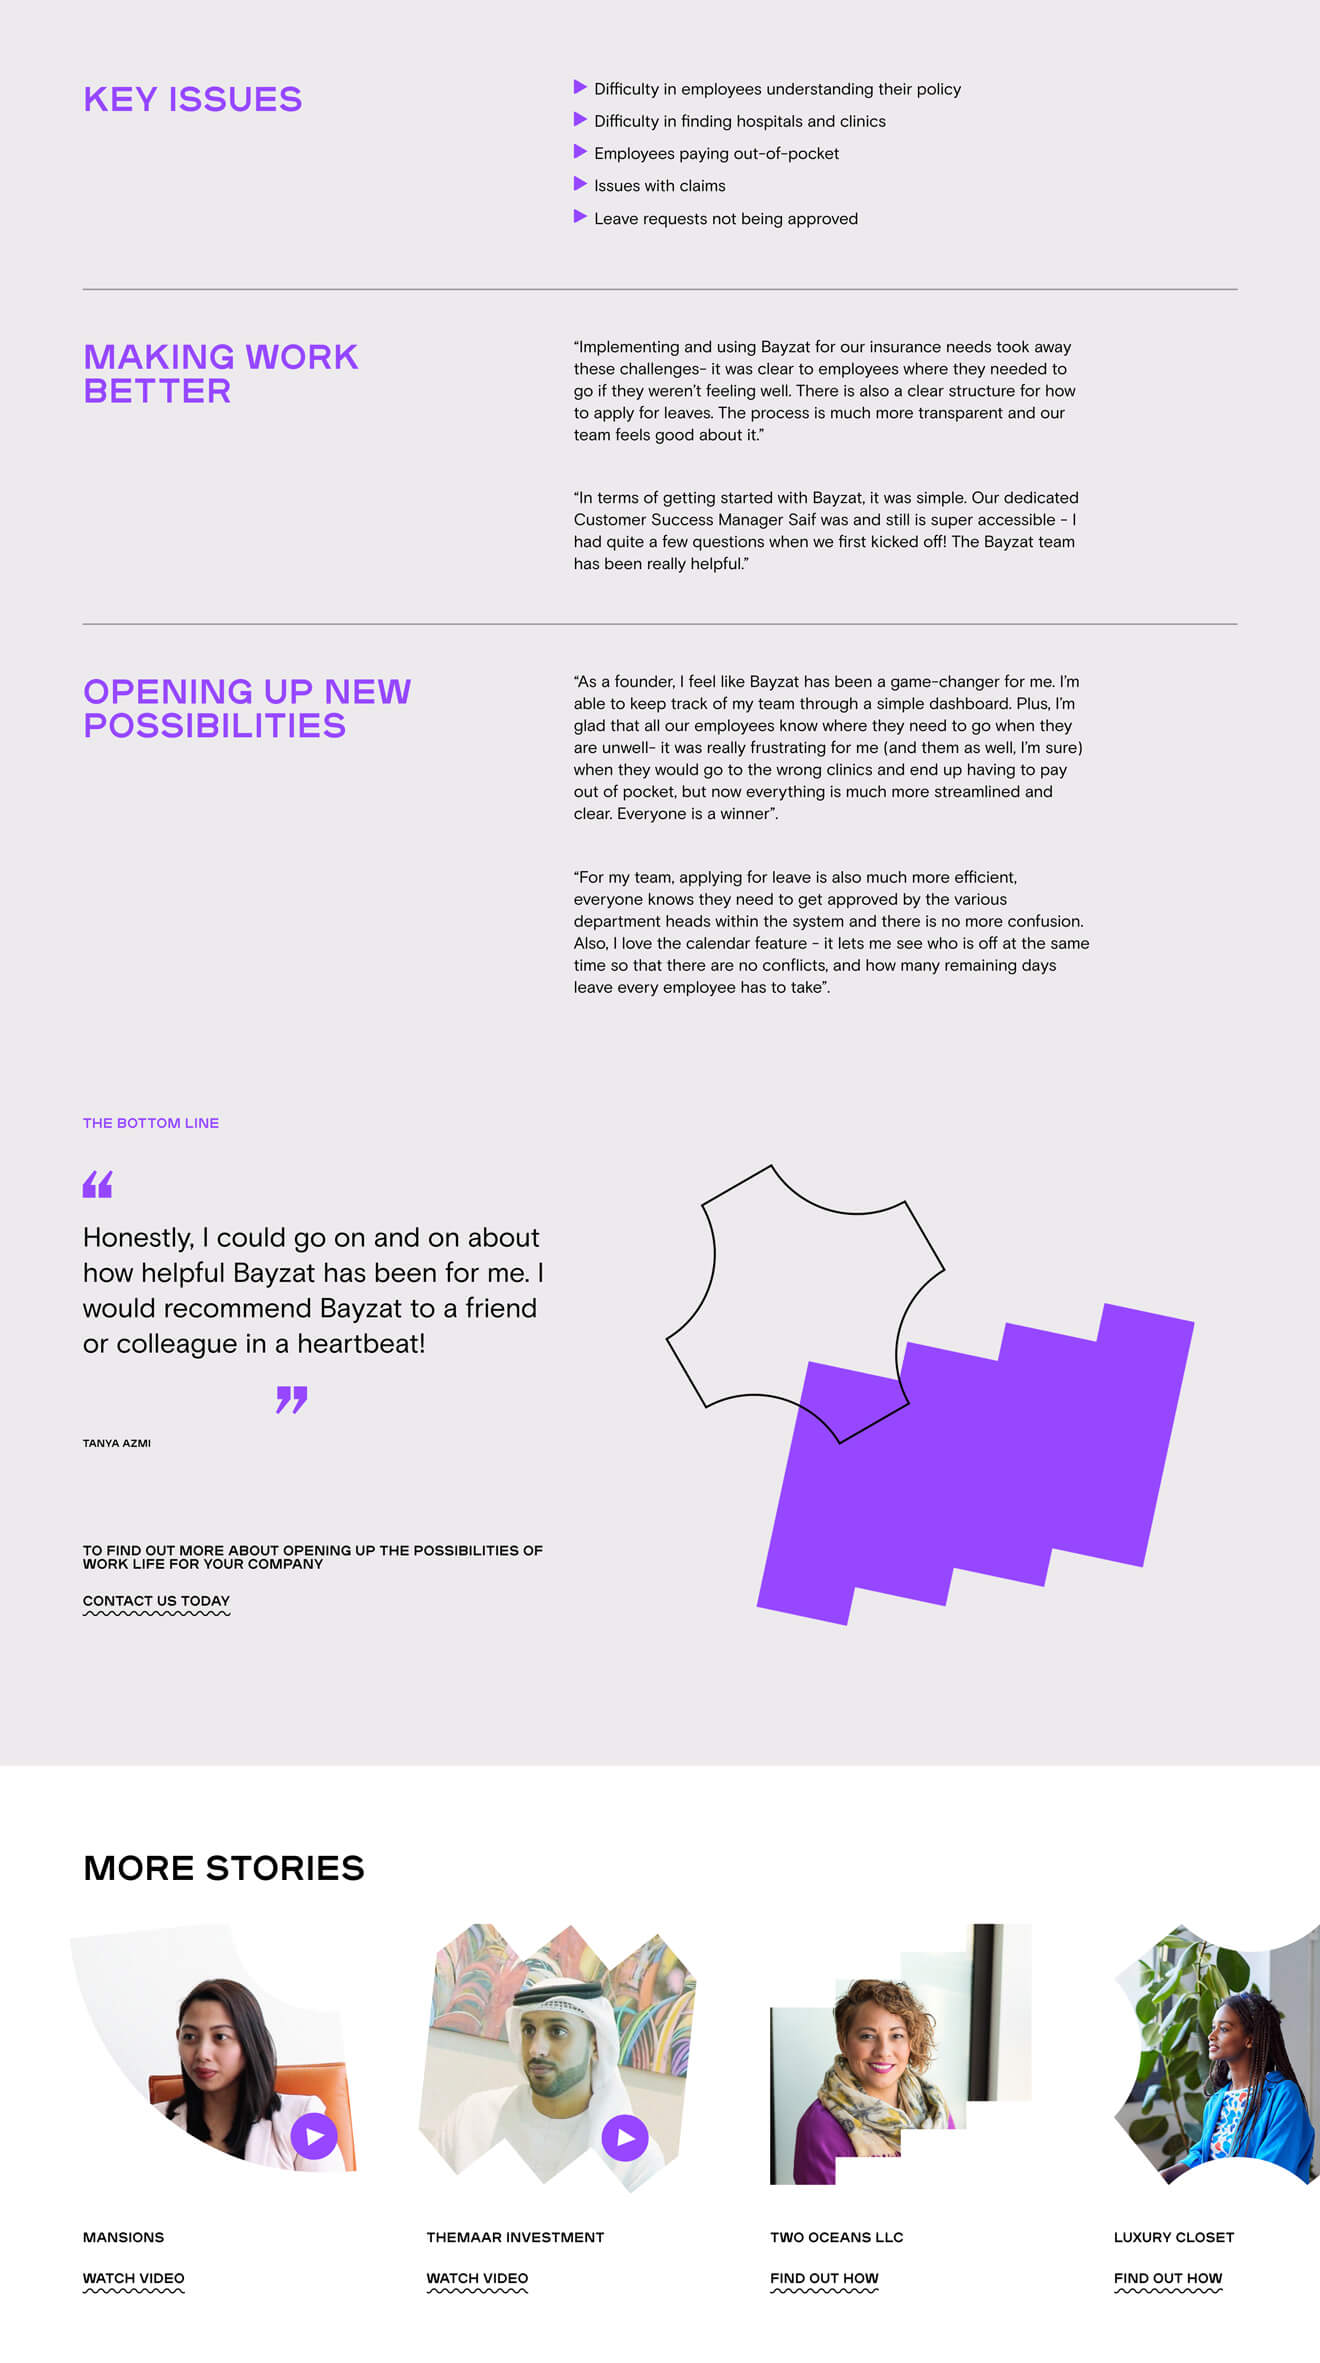 KEY ISSUES
Difficulty in employees understanding their policy
Difficulty in finding hospitals and clinics
Employees paying out-of-pocket
Issues with claims
Leave requests not being approved
MAKING WORK
BETTER
“Implementing and using Bayzat for our insurance needs took away
these challenges- it was clear to employees where they needed to
go if they weren’t feeling well. There is also a clear structure for how
to apply for leaves. The process is much more transparent and our
team feels good about it.”
“In terms of getting started with Bayzat, it was simple. Our dedicated
Customer Success Manager Saif was and still is super accessible - I
had quite a few questions when we first kicked off! The Bayzat team
has been really helpful.”
OPENING UP NEW
POSSIBILITIES
“As a founder, I feel like Bayzat has been a game-changer for me. I’m
able to keep track of my team through a simple dashboard. Plus, I’m
glad that all our employees know where they need to go when they
are unwell- it was really frustrating for me (and them as well, I’m sure)
when they would go to the wrong clinics and end up having to pay
out of pocket, but now everything is much more streamlined and
clear. Everyone is a winner”.
“For my team, applying for leave is also much more efficient,
everyone knows they need to get approved by the various
department heads within the system and there is no more confusion.
Also, I love the calendar feature - it lets me see who is off at the same
time so that there are no conflicts, and how many remaining days
leave every employee has to take”.
THE BOTTOM LINE
“
Honestly, I could go on and on about
how helpful Bayzat has been for me. I
would recommend Bayzat to a friend
or colleague in a heartbeat!
”
TANYA AZMI
TO FIND OUT MORE ABOUT OPENING UP THE POSSIBILITIES OF
WORK LIFE FOR YOUR COMPANY
CONTACT US TODAY
MORE STORIES
MANSIONS
WATCH VIDEO
THEMAAR INVESTMENT
WATCH VIDEO
TWO OCEANS LLC
FIND OUT HOW
LUXURY CLOSET
FIND OUT HOW